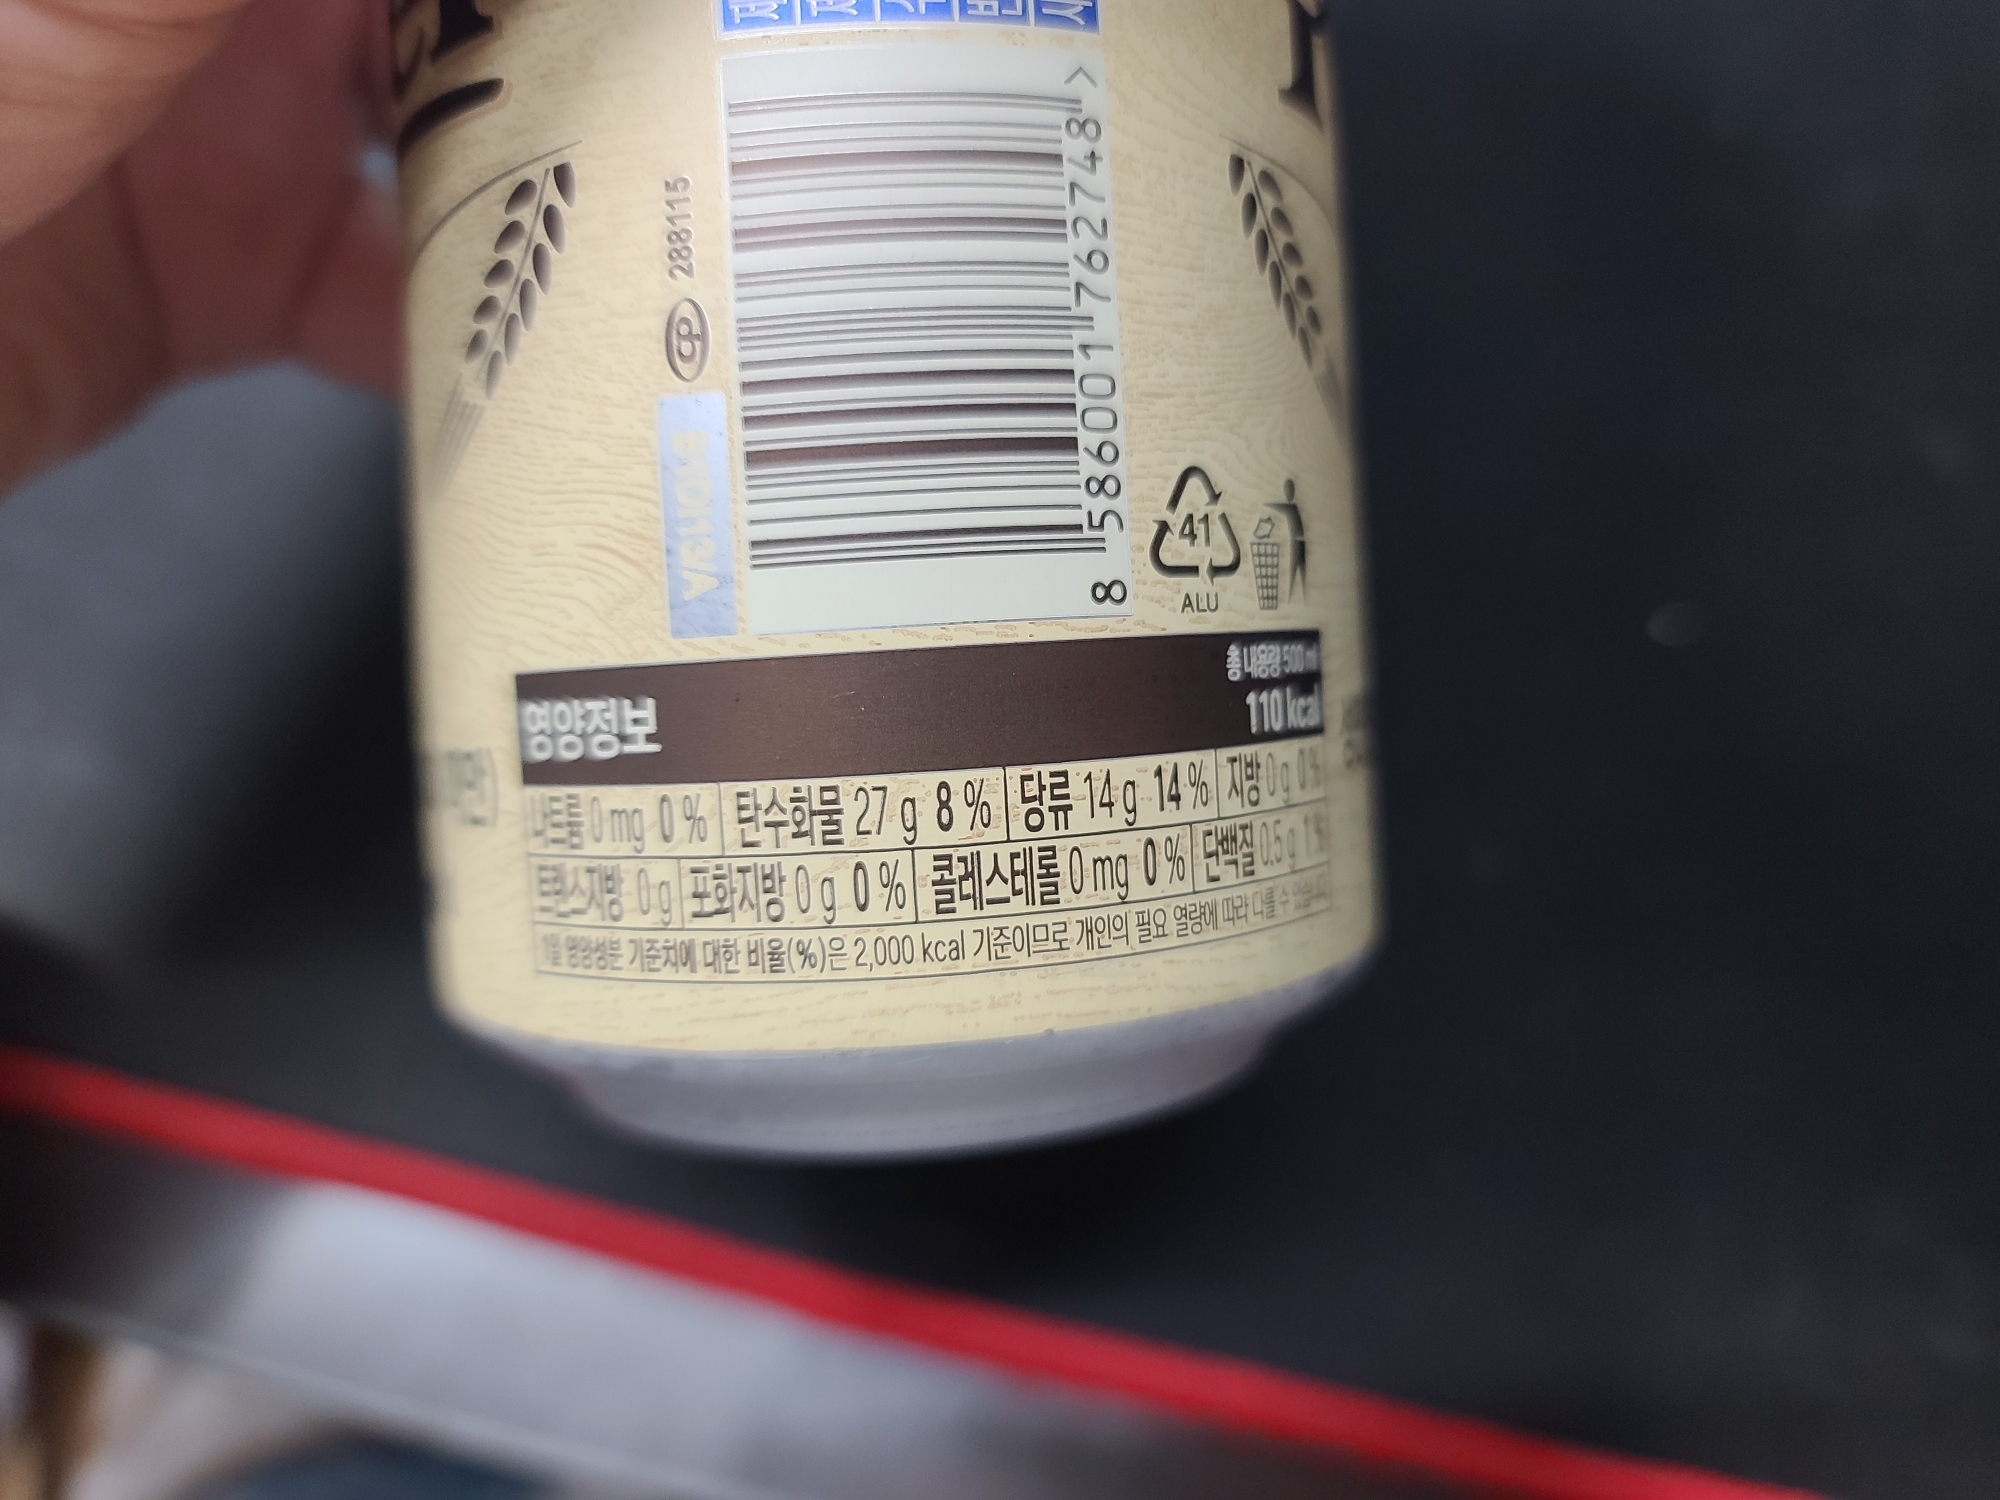 288115
8 586001 762748 >
41
ALU
총 내용량 500 ml
영양정보
110 kcal
나트륨 0 mg 0 % 탄수화물 27 g 8 % 당류 14 g 14 % 지방 0 g 0 %
트랜스지방 0 g 포화지방 0 g 0 % 콜레스테롤 0 mg 0 % 단백질 0.5 g 1 %
1일 영양성분 기준치에 대한 비율(%)은 2,000 kcal 기준이므로 개인의 필요 열량에 따라 다를 수 있습니다